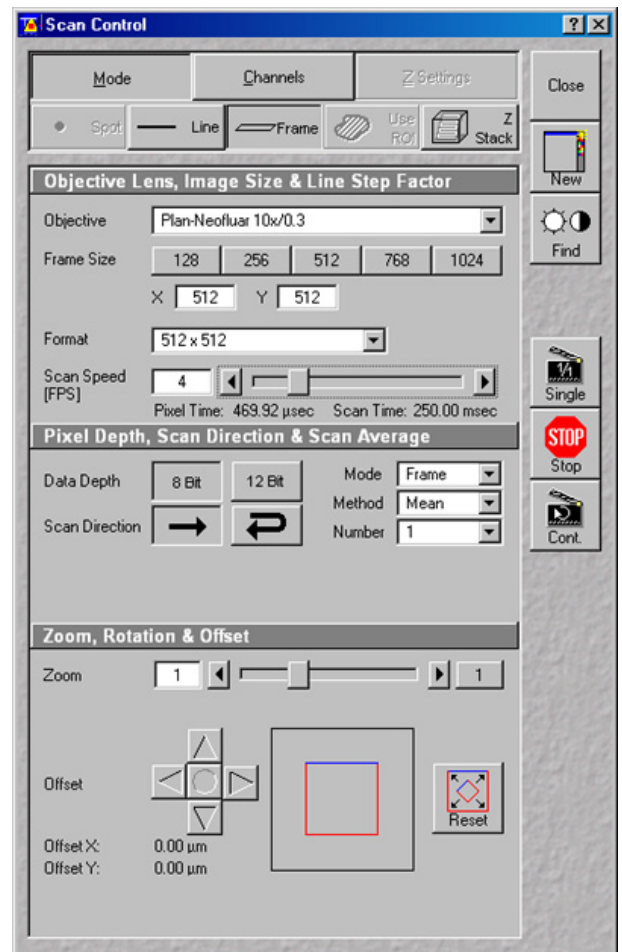 Scan Control
Mode Channels Z Settings
Close
Spot Line Frame Use ROI Z Stack
New
Objective Lens, Image Size & Line Step Factor
Objective Plan-Neofluar 10x/0.3
Find
Frame Size 128 256 512 768 1024
X 512 Y 512
Format 512 x 512
Scan Speed [FPS] 4
Pixel Time: 469.92 µsec Scan Time: 250.00 msec
1/1
Single
Pixel Depth, Scan Direction & Scan Average
STOP
Stop
Data Depth 8 Bit 12 Bit Mode Frame
Method Mean
Scan Direction Number 1
Cont.
Zoom, Rotation & Offset
Zoom 1 1
Offset
Reset
Offset X: 0.00 µm
Offset Y: 0.00 µm